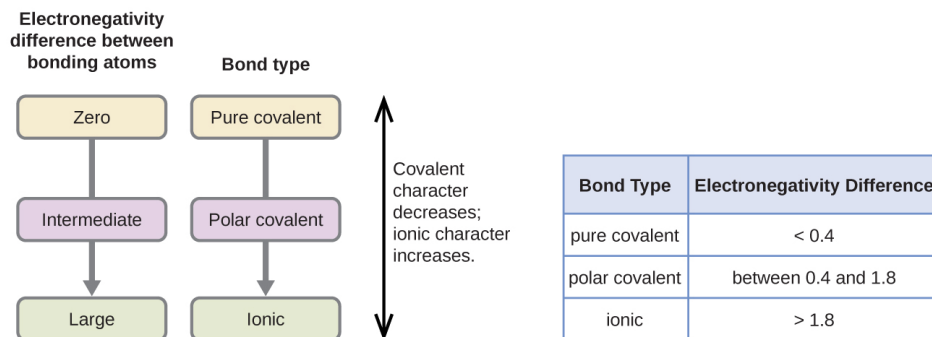 Electronegativity
difference between
bonding atoms
Bond type
Zero
Pure covalent
Intermediate
Polar covalent
Large
Ionic
Covalent
character
decreases;
ionic character
increases.
Bond Type Electronegativity Difference
pure covalent < 0.4
polar covalent between 0.4 and 1.8
ionic > 1.8